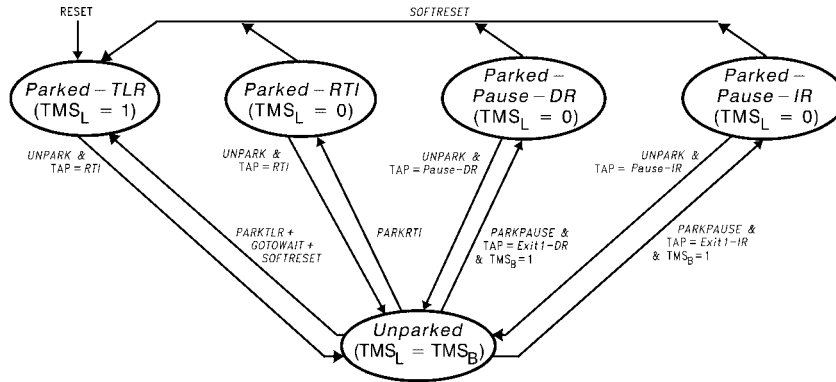 RESET
SOFTRESET
Parked-TLR
(TMSL = 1)
Parked-RTI
(TMSL = 0)
Parked-
Pause-DR
(TMSL = 0)
Parked-
Pause-IR
(TMSL = 0)
UNPARK &
TAP = RTI
UNPARK &
TAP = RTI
UNPARK &
TAP = Pause-DR
UNPARK &
TAP = Pause-IR
PARKTLR +
GOTOWAIT +
SOFTRESET
PARKRTI
PARKPAUSE &
TAP = Exit1-DR
& TMSB = 1
PARKPAUSE &
TAP = Exit1-IR
& TMSB = 1
Unparked
(TMSL = TMSB)